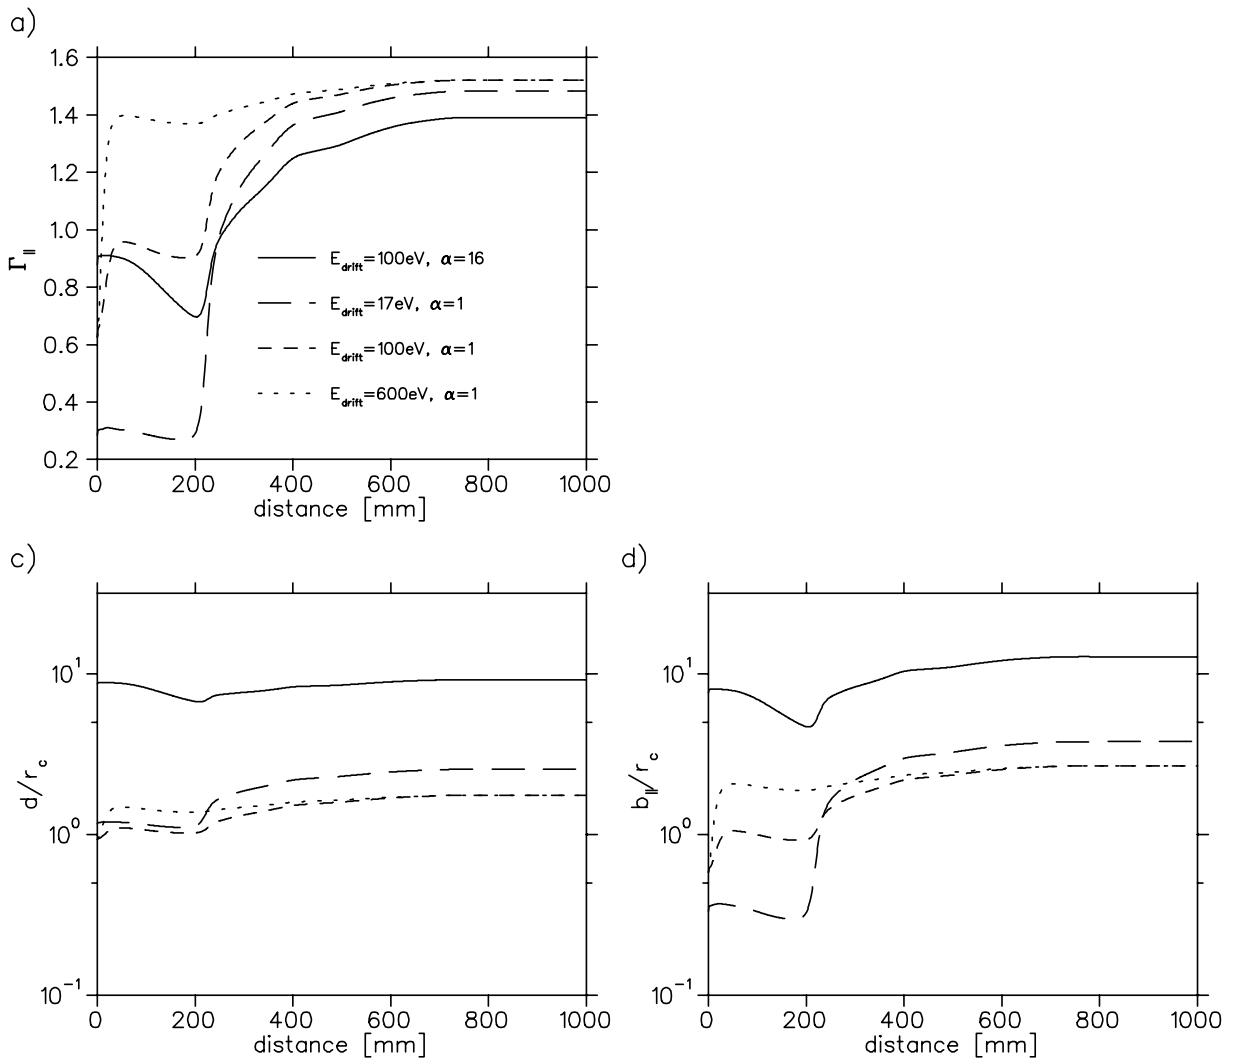 a)
1.6
1.4
1.2
1.0
0.8
0.6
0.4
0.2
Γ||
E_drift=100eV, α=16
E_drift=17eV, α=1
E_drift=100eV, α=1
E_drift=600eV, α=1
0 200 400 600 800 1000
distance [mm]
c)
10^1
10^0
10^-1
d/r_c
0 200 400 600 800 1000
distance [mm]
d)
10^1
10^0
10^-1
b_||/r_c
0 200 400 600 800 1000
distance [mm]